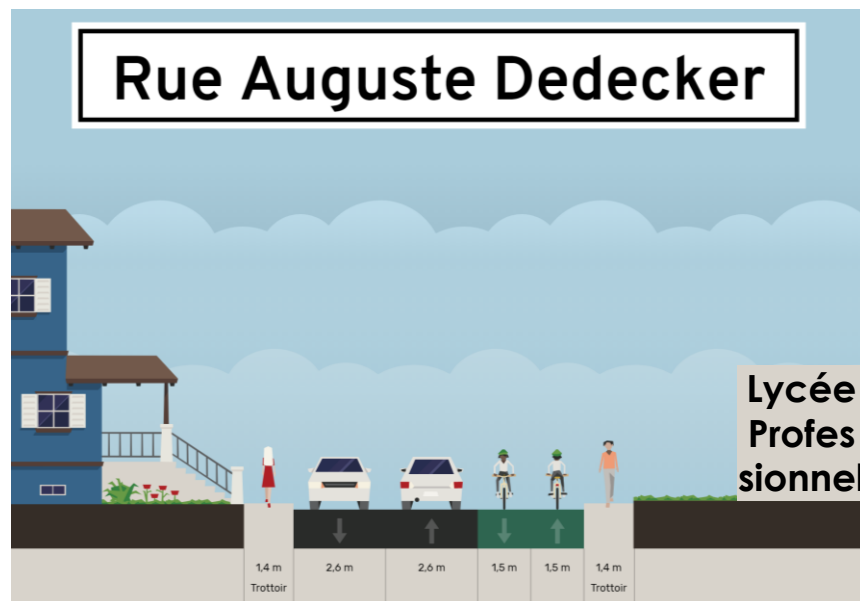 Rue Auguste Dedecker
Lycée
Profes
sionnel
1,4 m
2,6 m
2,6 m
1,5 m
1,5 m
1,4 m
Trottoir
Trottoir